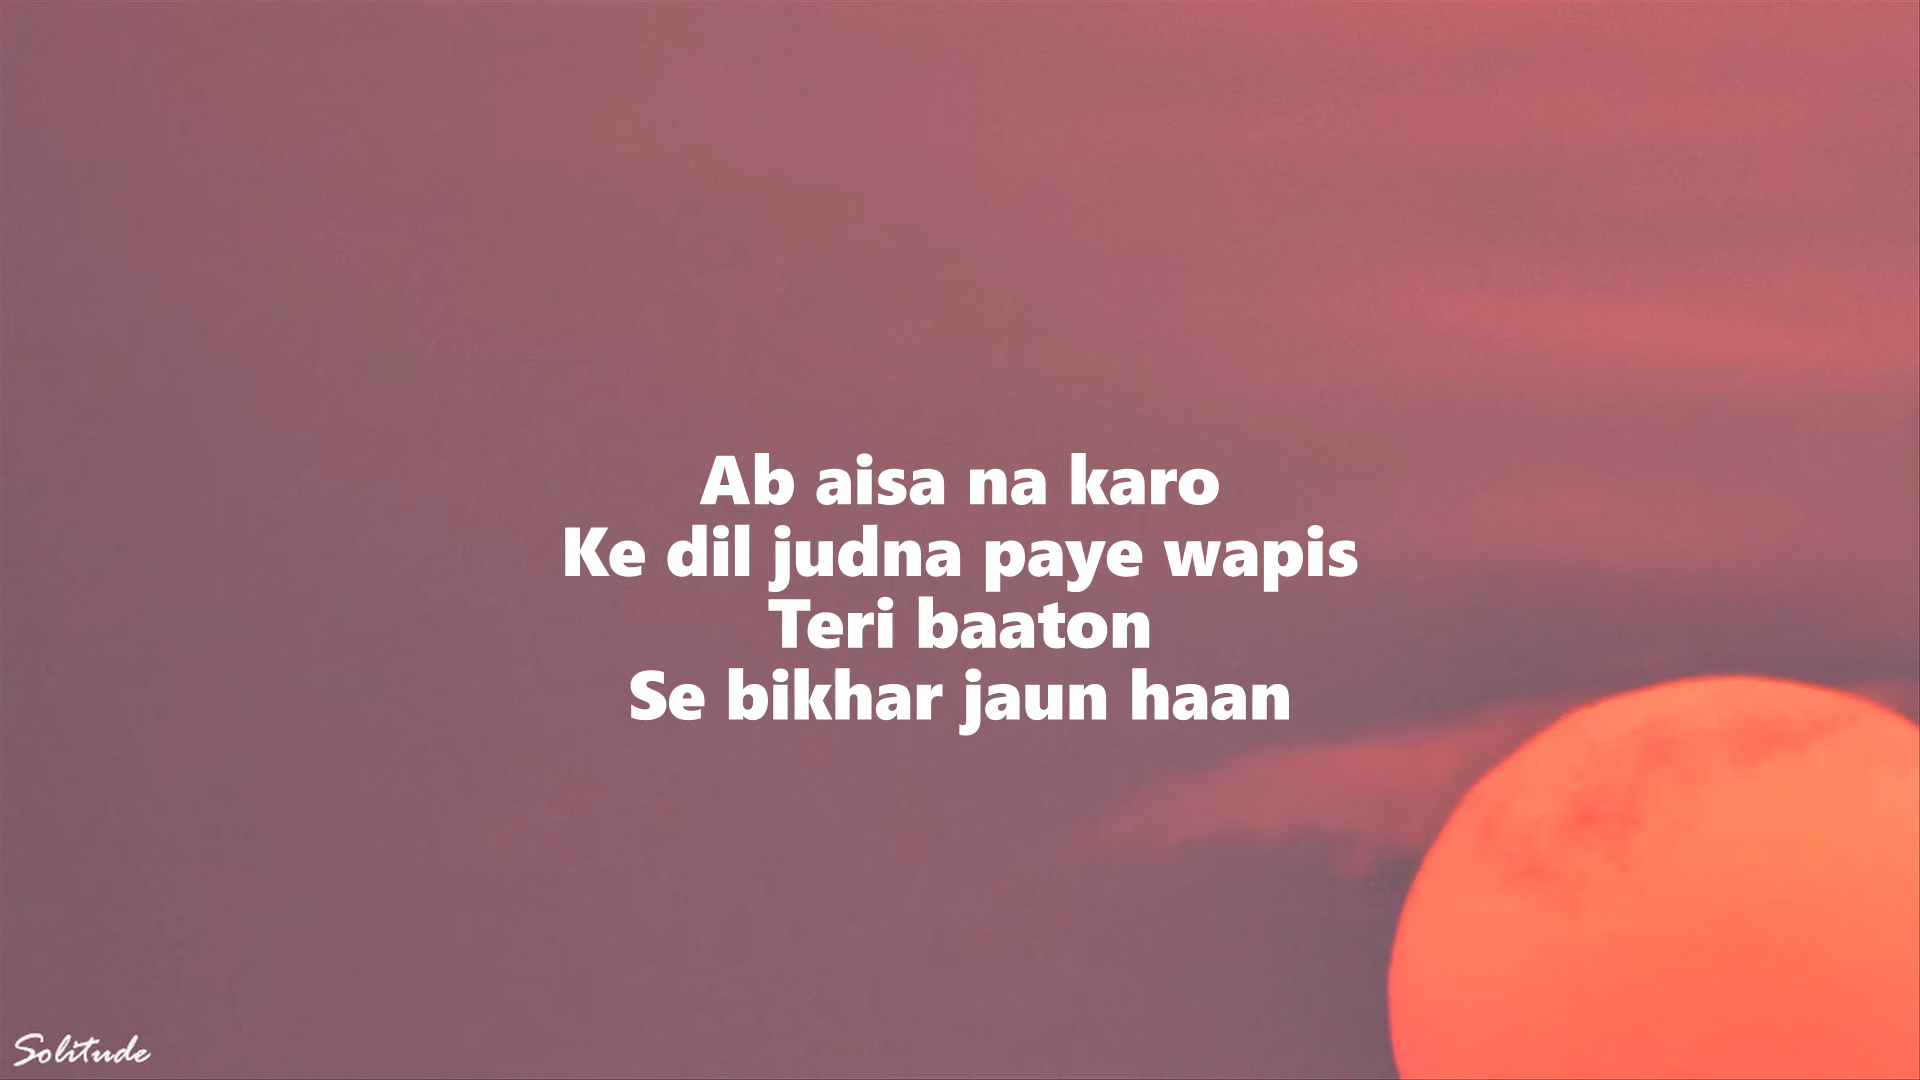 Ab aisa na karo
Ke dil judna paye wapis
Teri baaton
Se bikhar jaun haan
Solitude